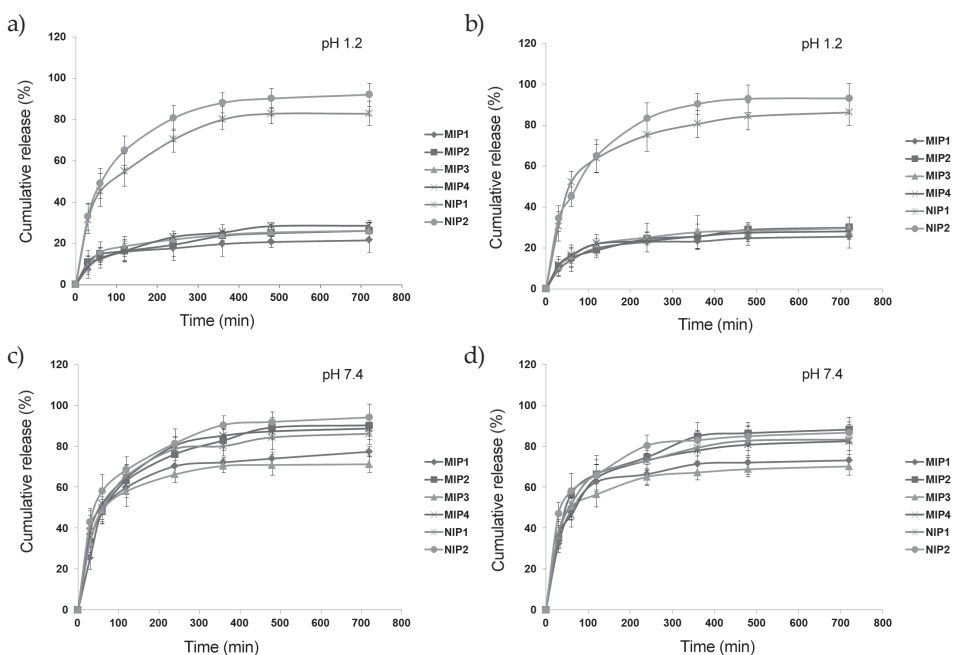 a)
pH 1.2
Cumulative release (%)
120
100
80
60
40
20
0
0 100 200 300 400 500 600 700 800
Time (min)
MIP1
MIP2
MIP3
MIP4
NIP1
NIP2
b)
pH 1.2
Cumulative release (%)
120
100
80
60
40
20
0
0 100 200 300 400 500 600 700 800
Time (min)
MIP1
MIP2
MIP3
MIP4
NIP1
NIP2
c)
pH 7.4
Cumulative release (%)
120
100
80
60
40
20
0
0 100 200 300 400 500 600 700 800
Time (min)
MIP1
MIP2
MIP3
MIP4
NIP1
NIP2
d)
pH 7.4
Cumulative release (%)
120
100
80
60
40
20
0
0 100 200 300 400 500 600 700 800
Time (min)
MIP1
MIP2
MIP3
MIP4
NIP1
NIP2